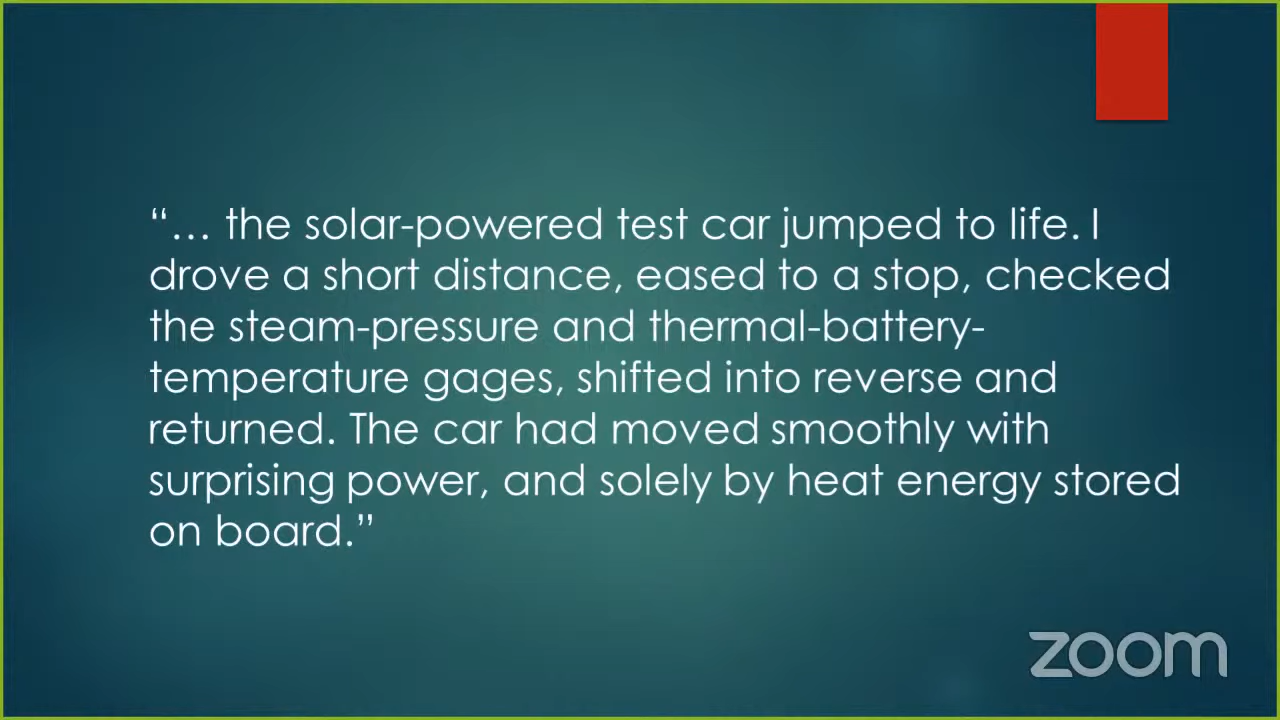 “… the solar-powered test car jumped to life. I
drove a short distance, eased to a stop, checked
the steam-pressure and thermal-battery-
temperature gages, shifted into reverse and
returned. The car had moved smoothly with
surprising power, and solely by heat energy stored
on board.”
zoom